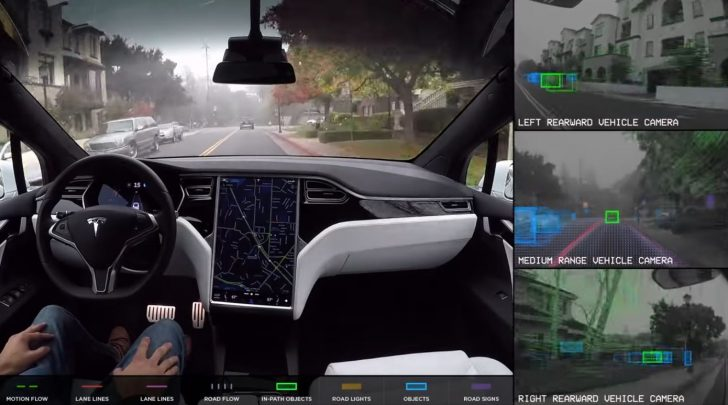 LEFT REARWARD VEHICLE CAMERA
MEDIUM RANGE VEHICLE CAMERA
RIGHT REARWARD VEHICLE CAMERA
MOTION FLOW
LANE LINES
LANE LINES
ROAD FLOW
IN-PATH OBJECTS
ROAD LIGHTS
OBJECTS
ROAD SIGNS